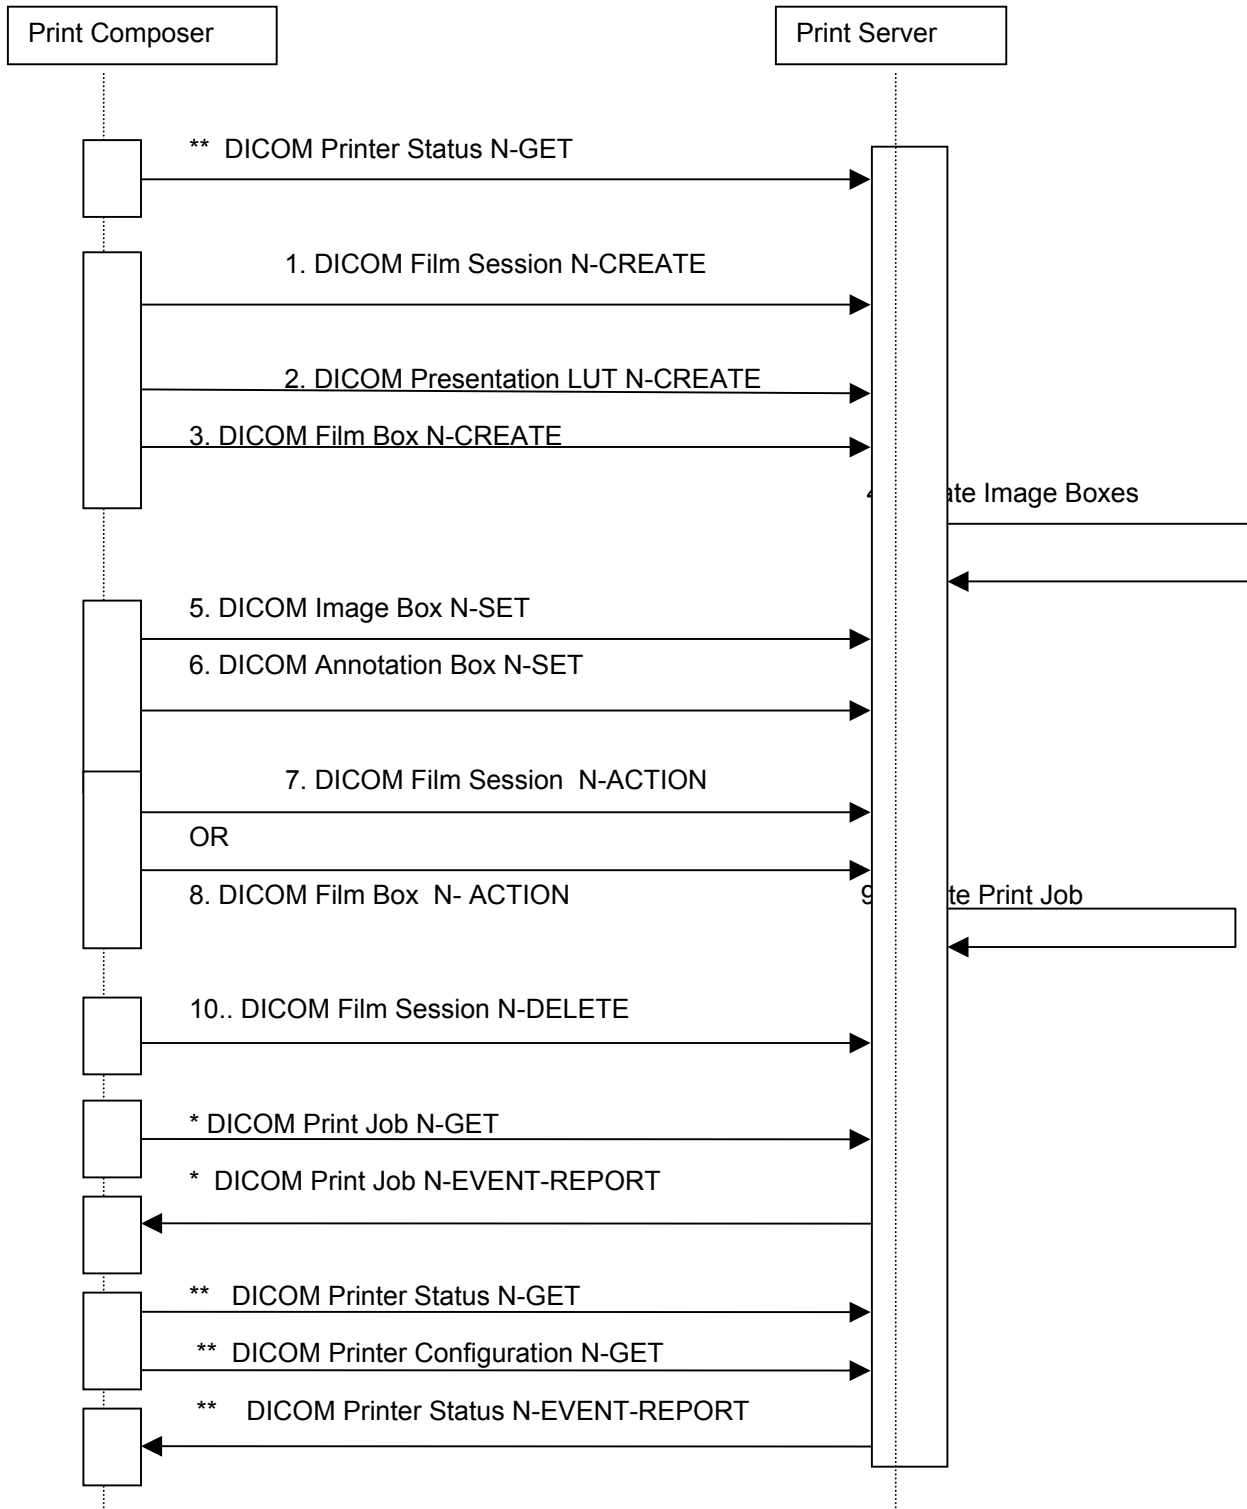 Print Composer
Print Server
** DICOM Printer Status N-GET
1. DICOM Film Session N-CREATE
2. DICOM Presentation LUT N-CREATE
3. DICOM Film Box N-CREATE
Image Boxes
5. DICOM Image Box N-SET
6. DICOM Annotation Box N-SET
7. DICOM Film Session N-ACTION
OR
8. DICOM Film Box N- ACTION
9 Print Job
10.. DICOM Film Session N-DELETE
* DICOM Print Job N-GET
* DICOM Print Job N-EVENT-REPORT
** DICOM Printer Status N-GET
** DICOM Printer Configuration N-GET
** DICOM Printer Status N-EVENT-REPORT